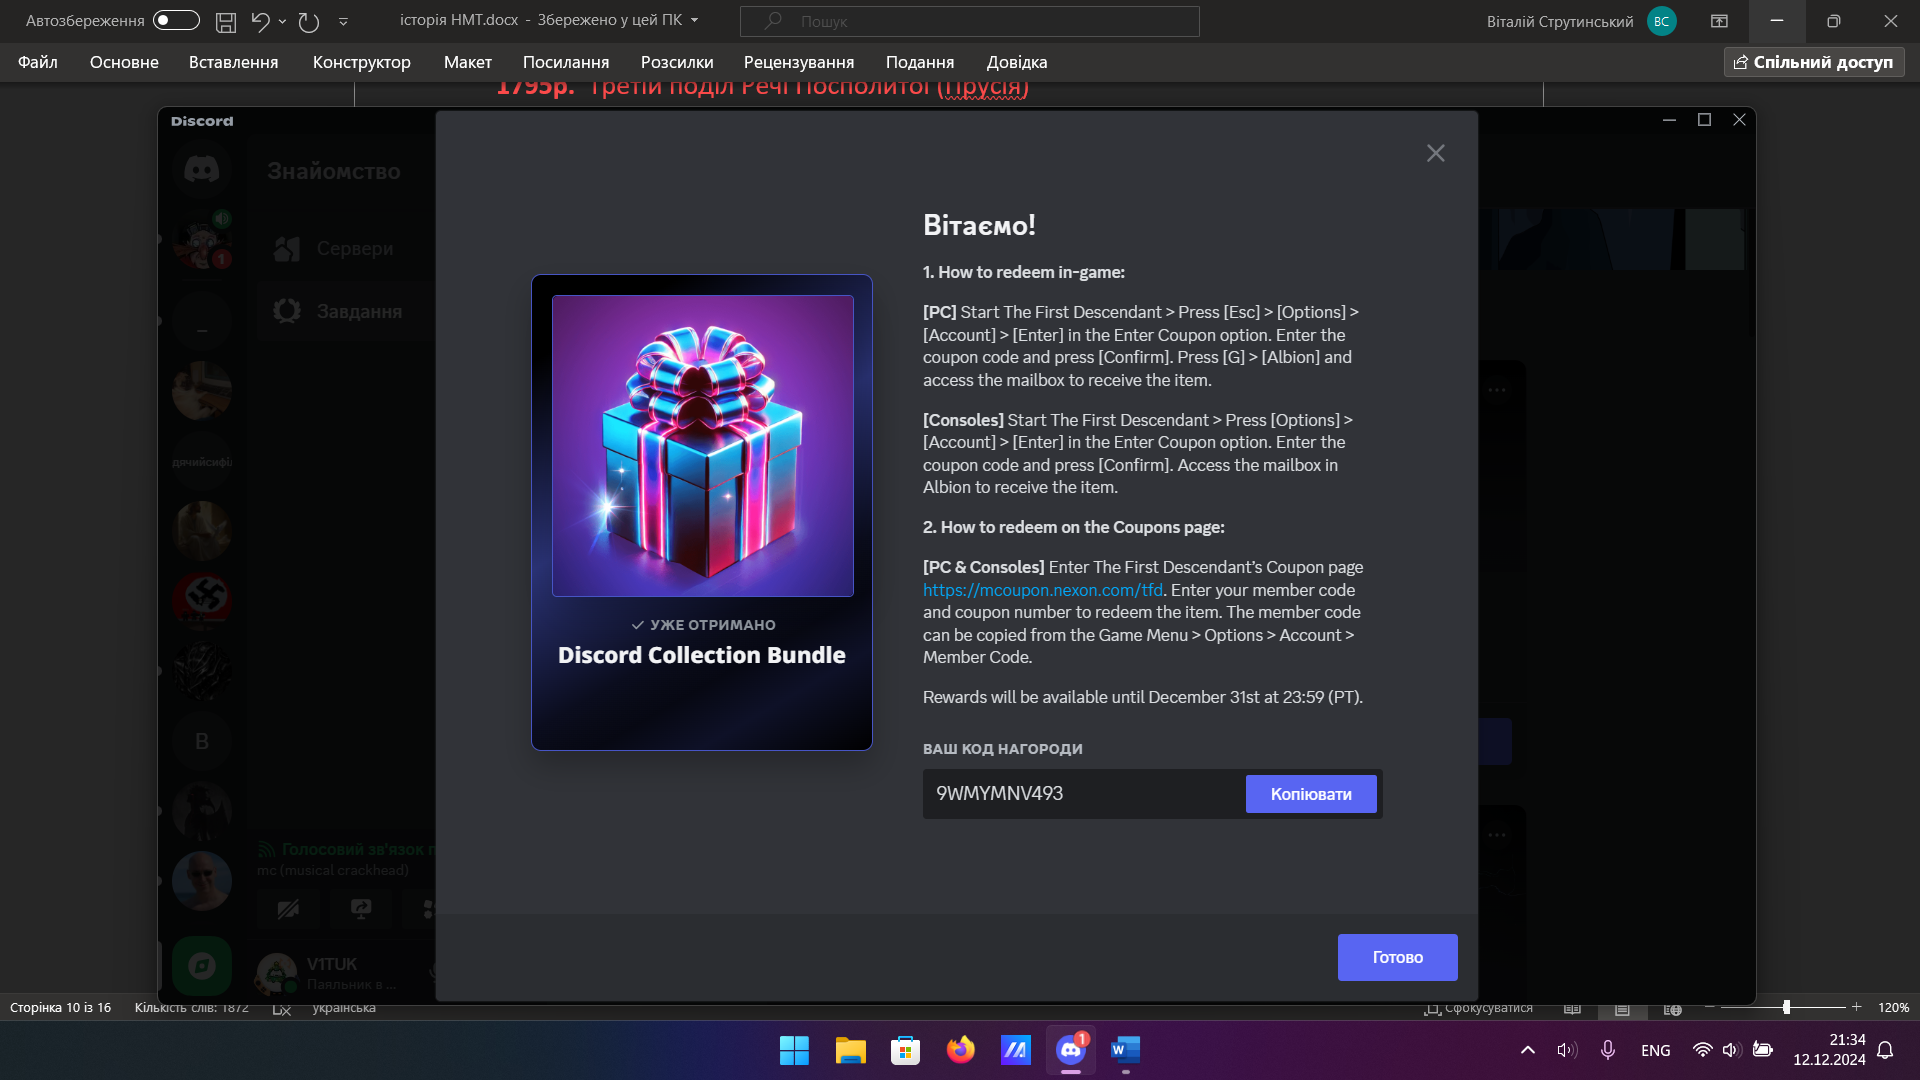 Автозбереження
історія НМТ.docx - Збережено у цей ПК
Пошук
Віталій Струтинський
ВС
Файл Основне Вставлення Конструктор Макет Посилання Розсилки Рецензування Подання Довідка
Спільний доступ
1795р. Третій поділ Речі Посполитої (Прусія)
Discord
Знайомство
1
Сервери
Завдання
Вітаємо!
1. How to redeem in-game:
[PC] Start The First Descendant > Press [Esc] > [Options] >
[Account] > [Enter] in the Enter Coupon option. Enter the
coupon code and press [Confirm]. Press [G] > [Albion] and
access the mailbox to receive the item.
[Consoles] Start The First Descendant > Press [Options] >
[Account] > [Enter] in the Enter Coupon option. Enter the
coupon code and press [Confirm]. Access the mailbox in
Albion to receive the item.
2. How to redeem on the Coupons page:
[PC & Consoles] Enter The First Descendant's Coupon page
https://mcoupon.nexon.com/tfd. Enter your member code
and coupon number to redeem the item. The member code
can be copied from the Game Menu > Options > Account >
Member Code.
Rewards will be available until December 31st at 23:59 (PT).
ВАШ КОД НАГОРОДИ
9WMYMNV493
Копіювати
УЖЕ ОТРИМАНО
Discord Collection Bundle
В
Голосовий зв'язок
mc (musical crackhead)
V1TUK
Паяльник в ...
Готово
Сторінка 10 із 16
Кількість слів: 1872
українська
Сфокусуватися
120%
1
ENG
21:34
12.12.2024